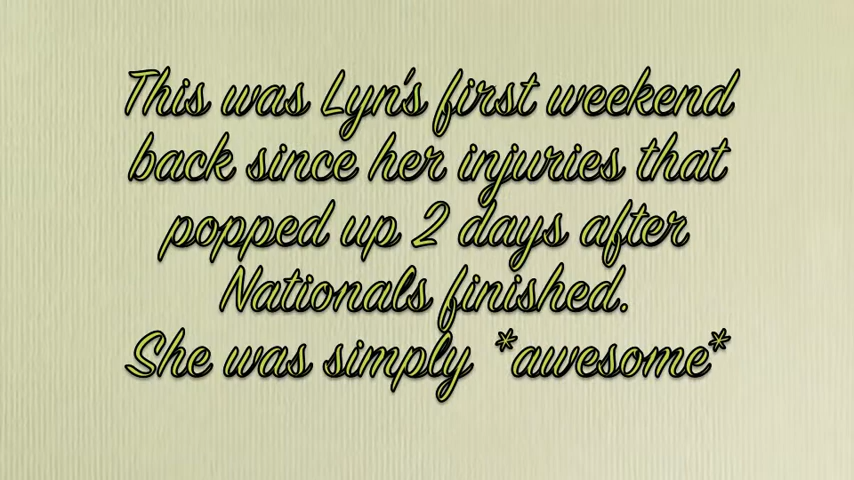 This was Lyn's first weekend
back since her injuries that
popped up 2 days after
Nationals finished.
She was simply *awesome*